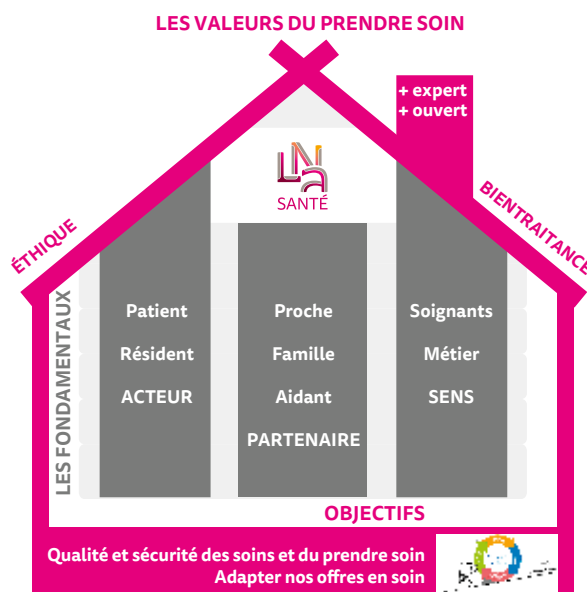 LES VALEURS DU PRENDRE SOIN
+ expert
+ ouvert
LNa
SANTÉ
ÉTHIQUE
BIENTRAITANCE
LES FONDAMENTAUX
Patient
Résident
ACTEUR
Proche
Famille
Aidant
PARTENAIRE
Soignants
Métier
SENS
OBJECTIFS
Qualité et sécurité des soins et du prendre soin
Adapter nos offres en soin